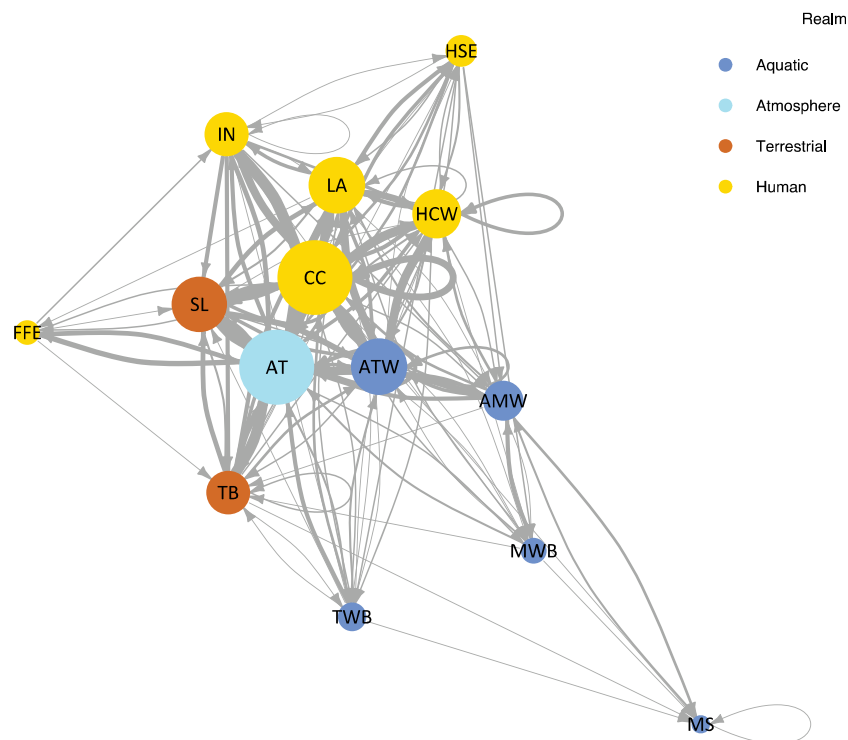 Realm
HSE
Aquatic
Atmosphere
IN
Terrestrial
LA
Human
HCW
CC
SL
FFE
AT
ATW
AMW
TB
MWB
TWB
MS